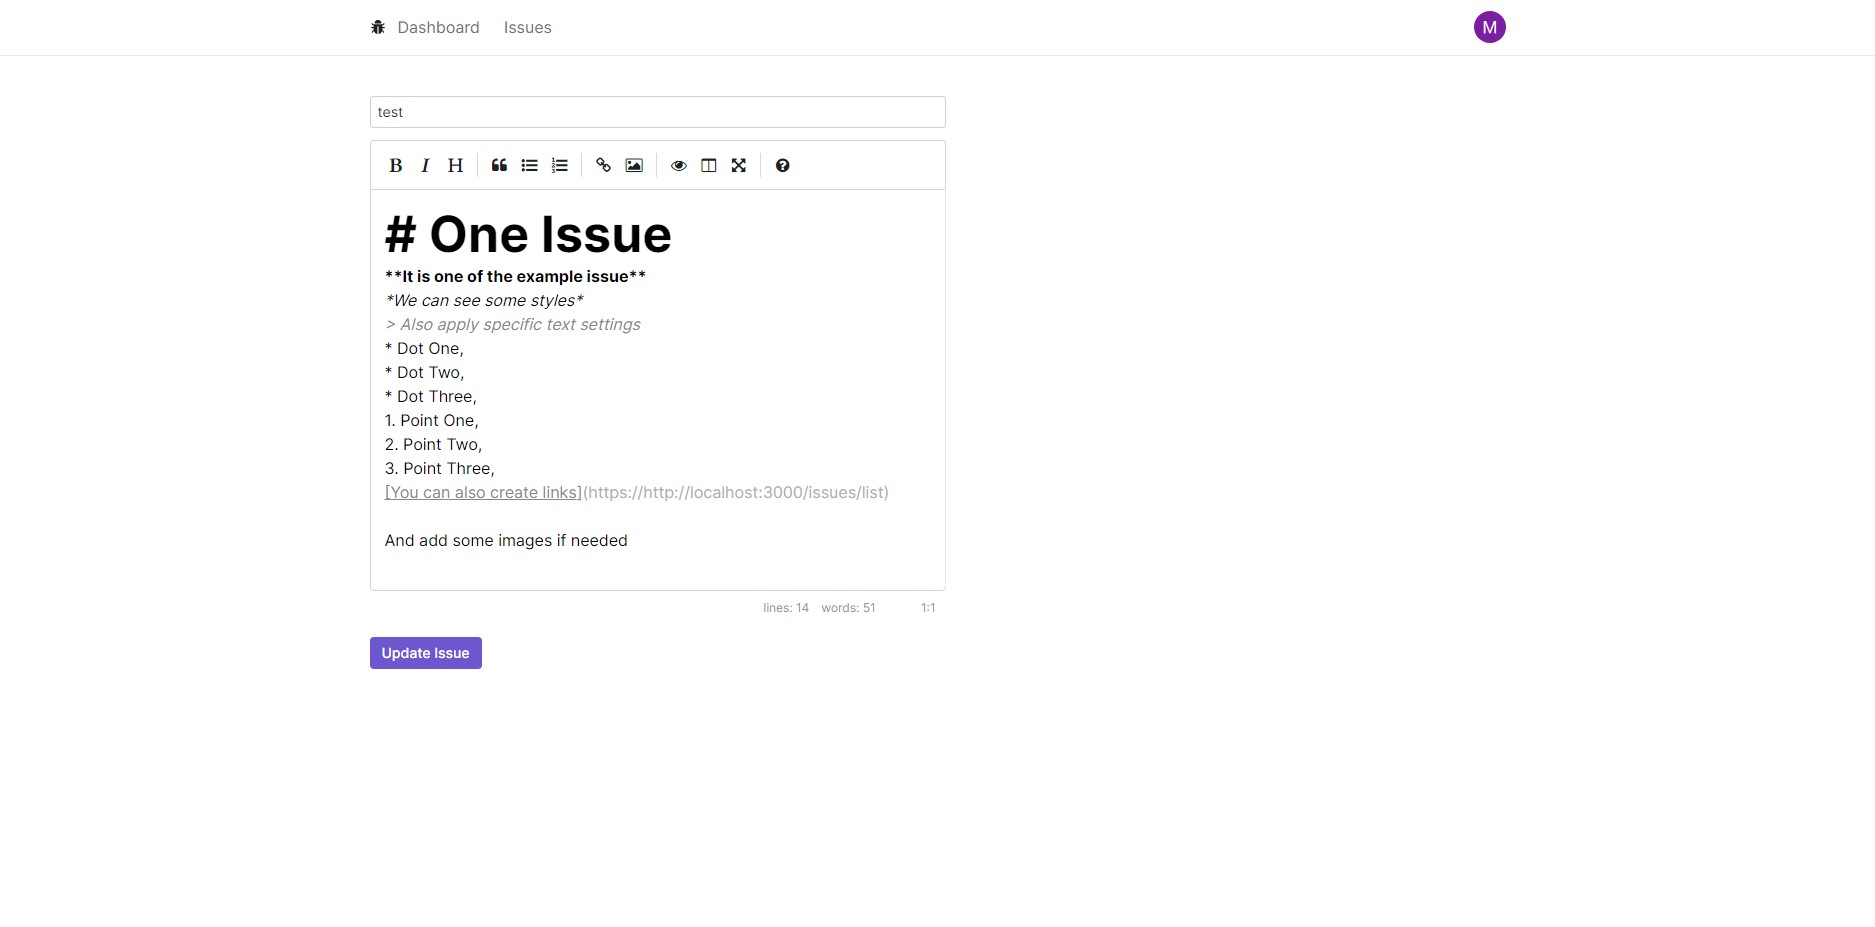 Dashboard Issues M
test
B I H
# One Issue
**It is one of the example issue**
*We can see some styles*
> Also apply specific text settings
* Dot One,
* Dot Two,
* Dot Three,
1. Point One,
2. Point Two,
3. Point Three,
[You can also create links](https://http://localhost:3000/issues/list)
And add some images if needed
lines: 14 words: 51 1:1
Update Issue